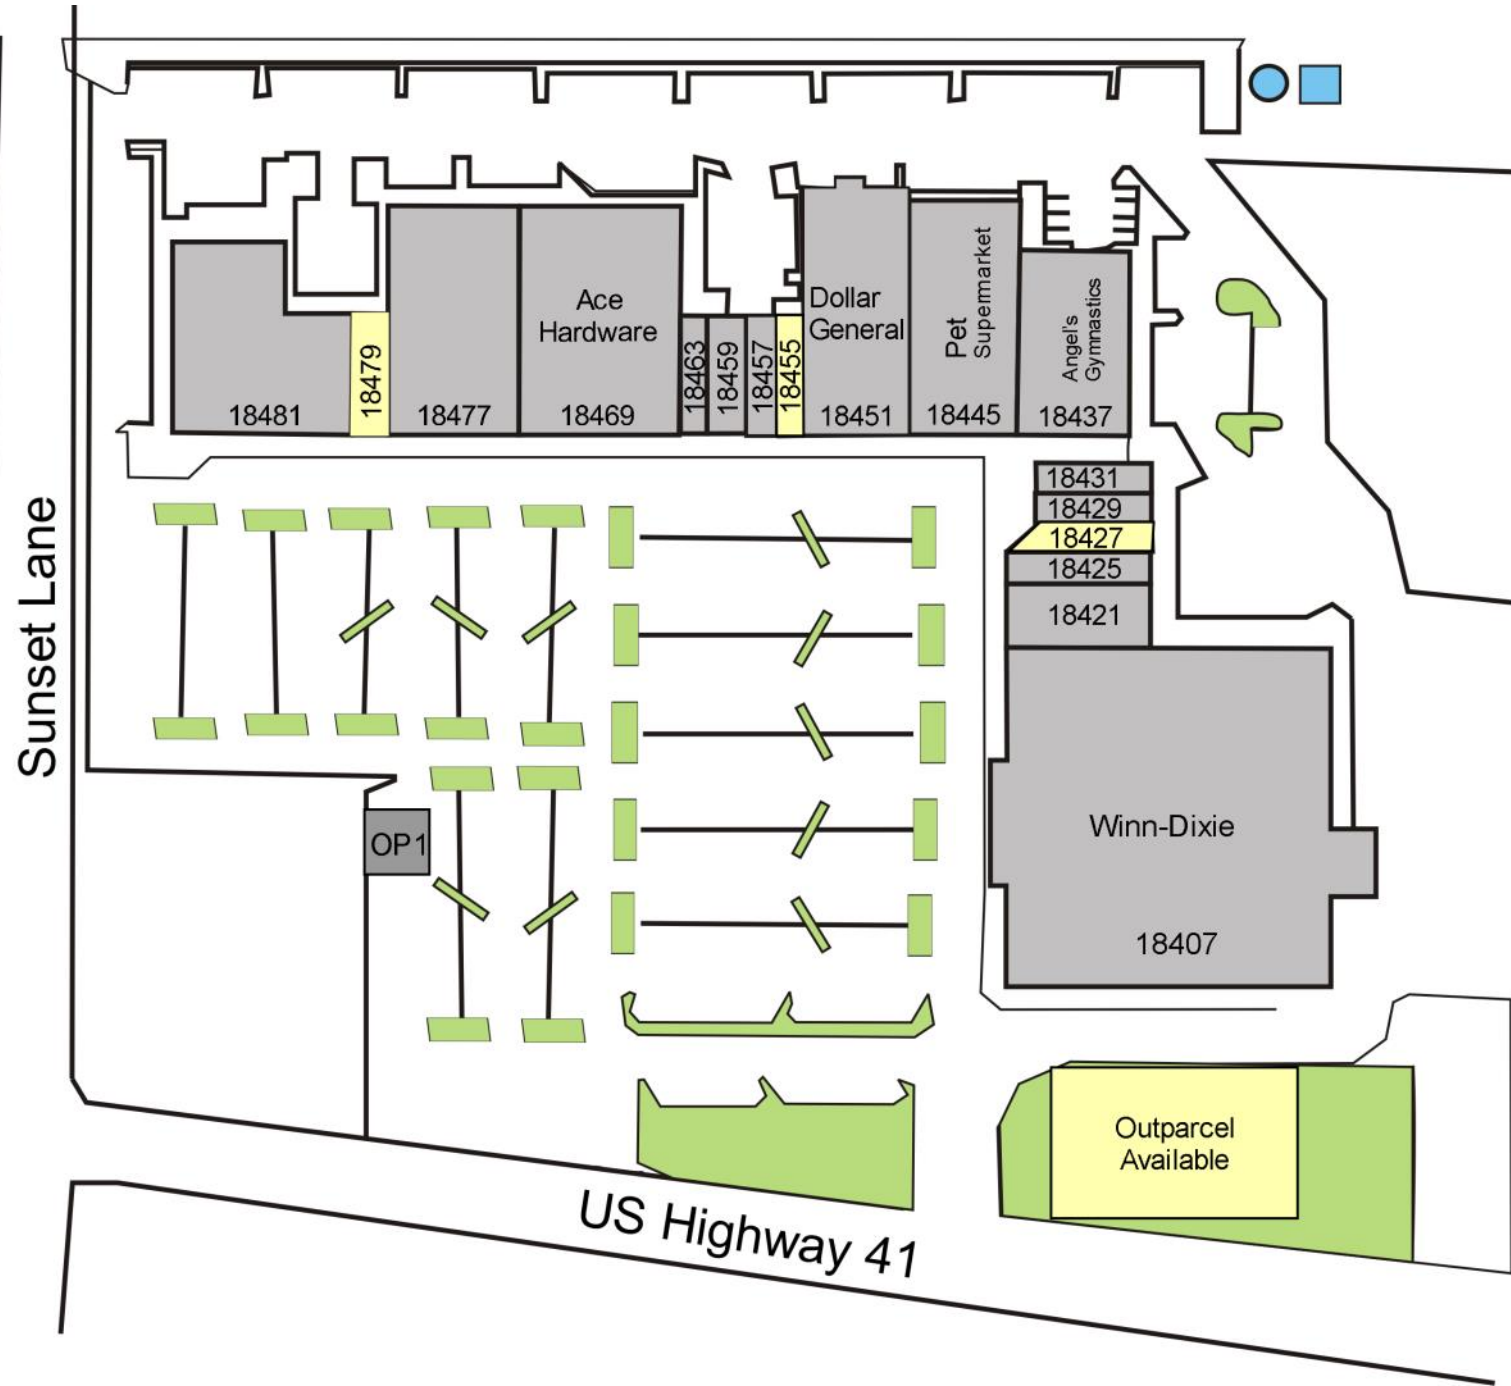 Ace
Hardware
Dollar
General
Pet
Supermarket
Angel's
Gymnastics
18481
18479
18477
18469
18463
18459
18457
18455
18451
18445
18437
18431
18429
18427
18425
18421
Sunset Lane
OP1
Winn-Dixie
18407
Outparcel
Available
US Highway 41